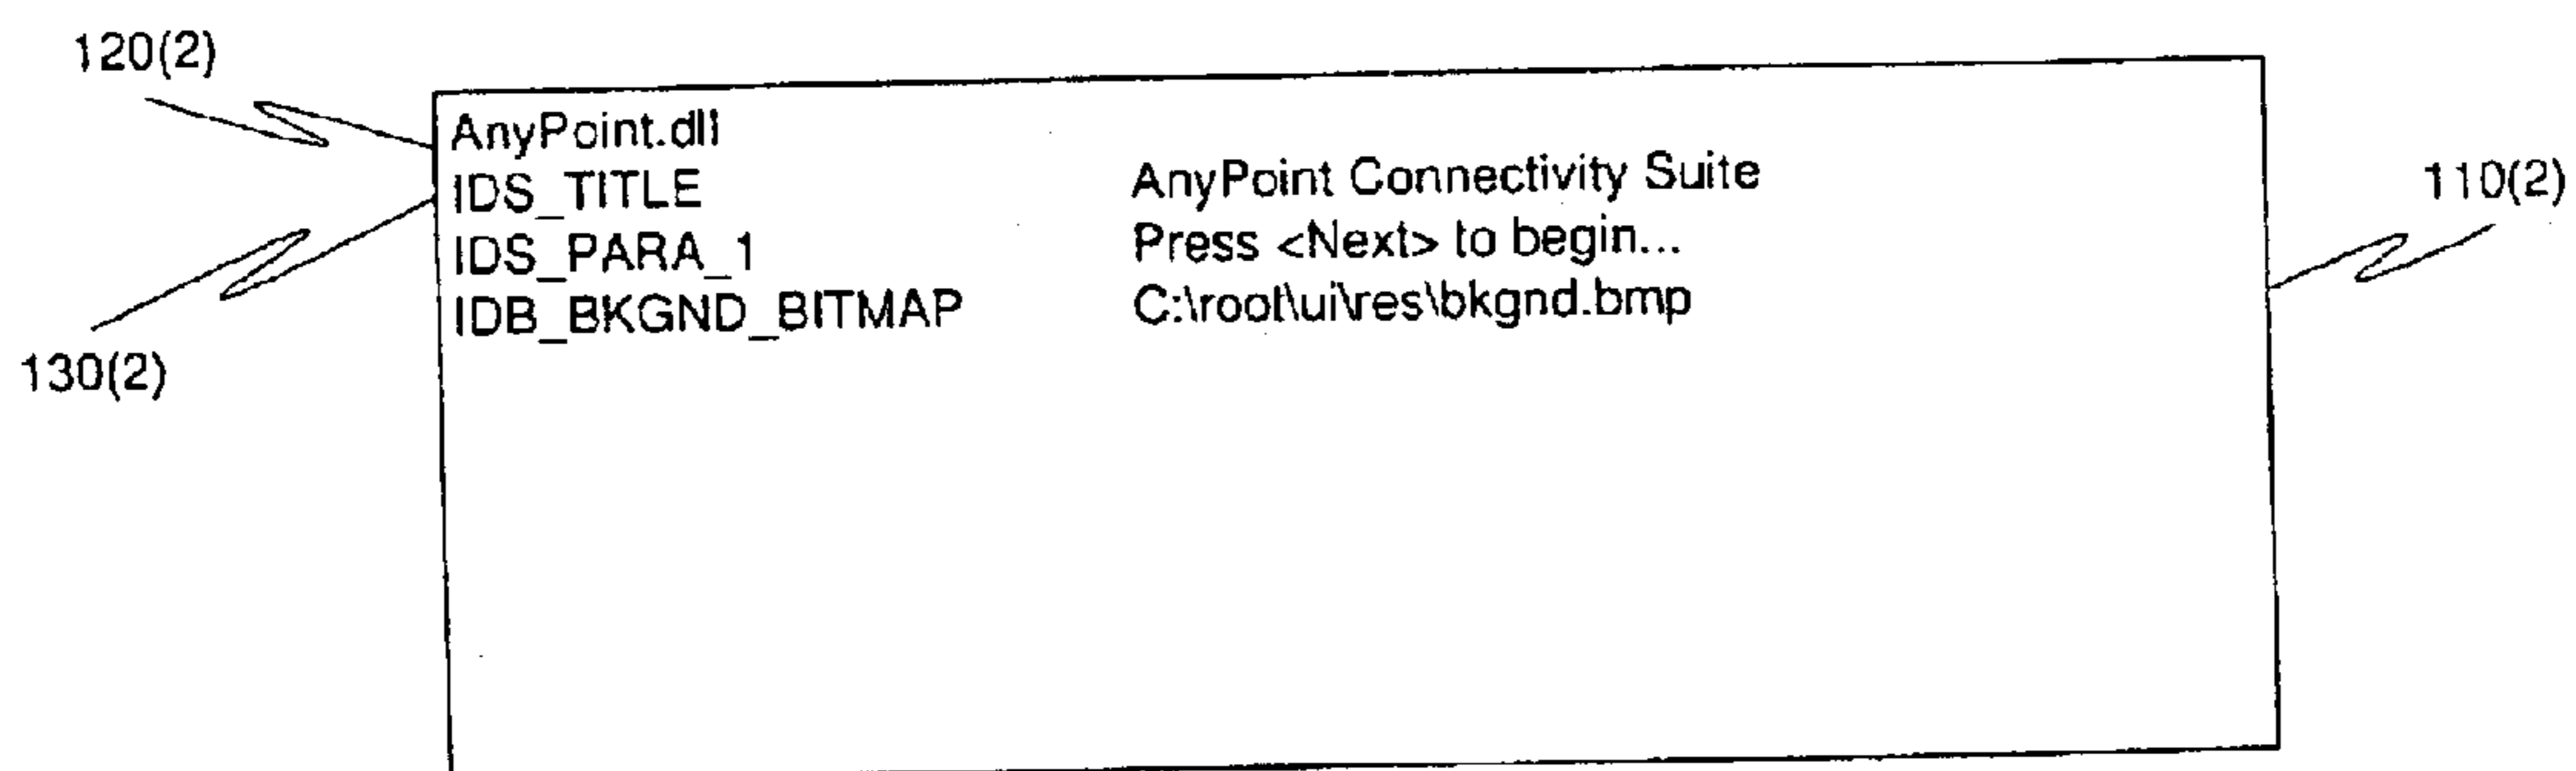 120(2)
AnyPoint.dll
IDS_TITLE AnyPoint Connectivity Suite
110(2)
IDS_PARA_1 Press <Next> to begin...
IDB_BKGND_BITMAP C:\root\ui\res\bkgnd.bmp
130(2)